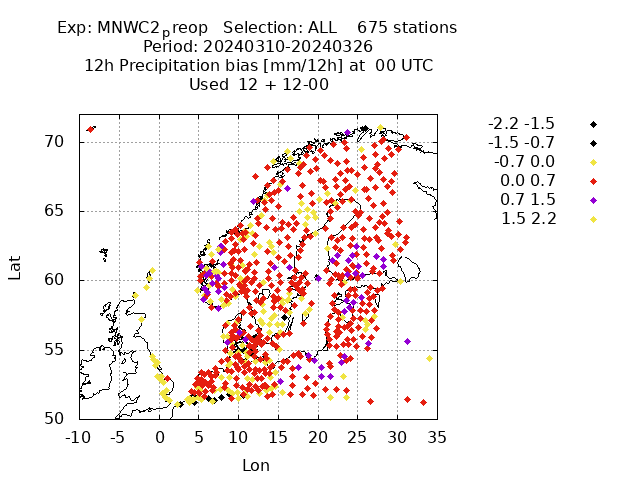 Exp: MNWC2preop Selection: ALL 675 stations
Period: 20240310-20240326
12h Precipitation bias [mm/12h] at 00 UTC
Used 12 + 12-00
-2.2 -1.5
-1.5 -0.7
-0.7 0.0
0.0 0.7
0.7 1.5
1.5 2.2
Lat
70
65
60
55
50
-10 -5 0 5 10 15 20 25 30 35
Lon